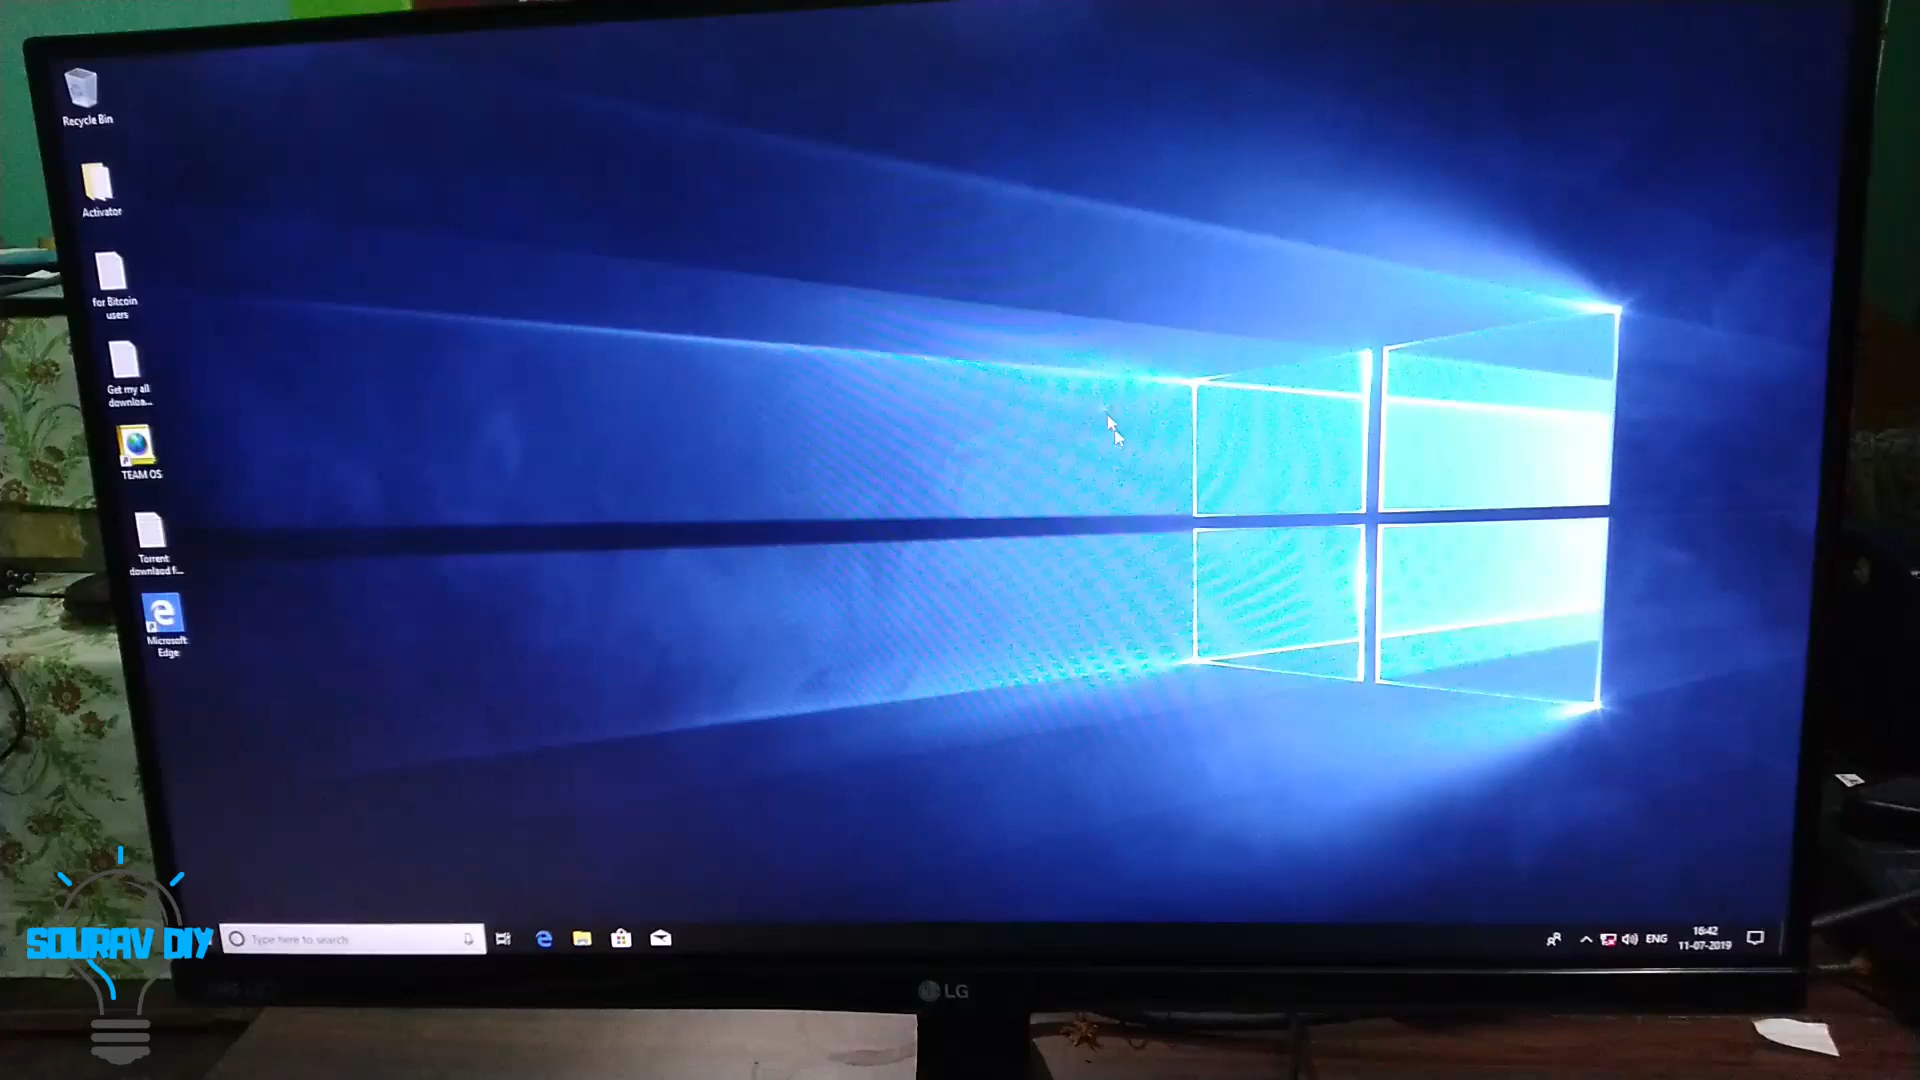 Recycle Bin
Activator
for Bitcoin
users
Get my all
downloa...
TEAM OS
Torrent
downlaod f...
Microsoft
Edge
SOURAV DIY
Type here to search
ENG
16:42
11-07-2019
LG